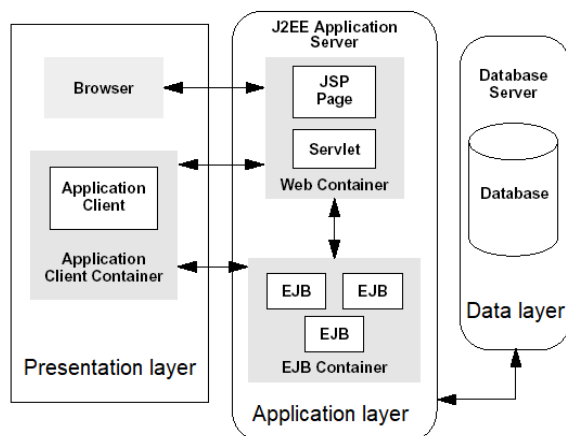 Browser
Application
Client
Application
Client Container
Presentation layer
J2EE Application
Server
JSP
Page
Servlet
Web Container
EJB
EJB
EJB
EJB Container
Application layer
Database
Server
Database
Data layer